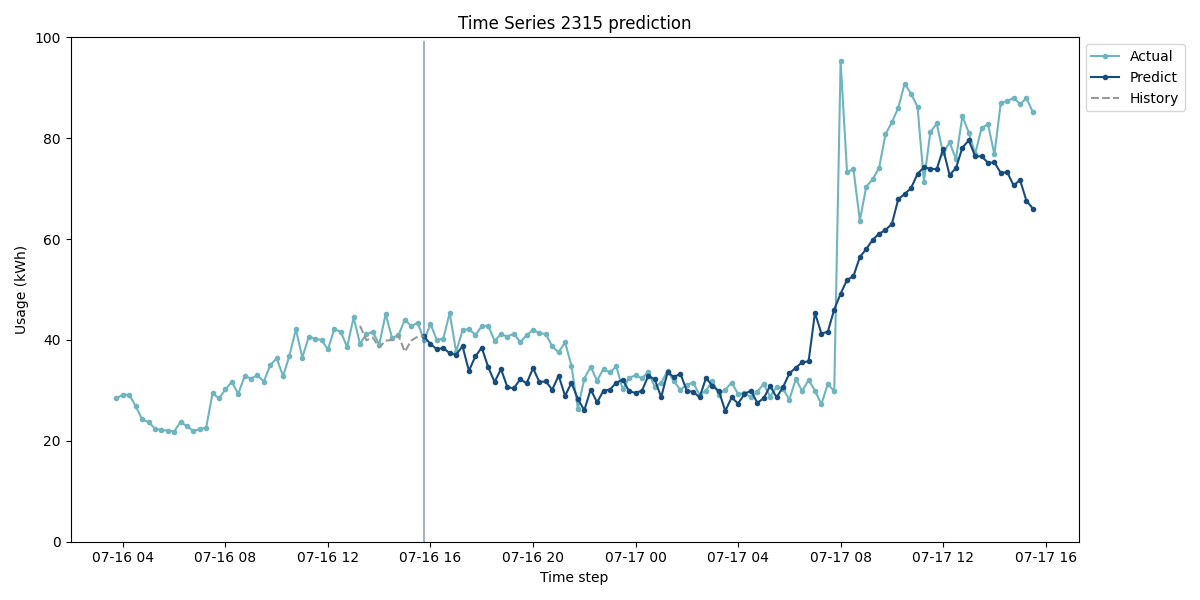 Time Series 2315 prediction
Usage (kWh)
100
80
60
40
20
0
07-16 04 07-16 08 07-16 12 07-16 16 07-16 20 07-17 00 07-17 04 07-17 08 07-17 12 07-17 16
Time step
Actual
Predict
History